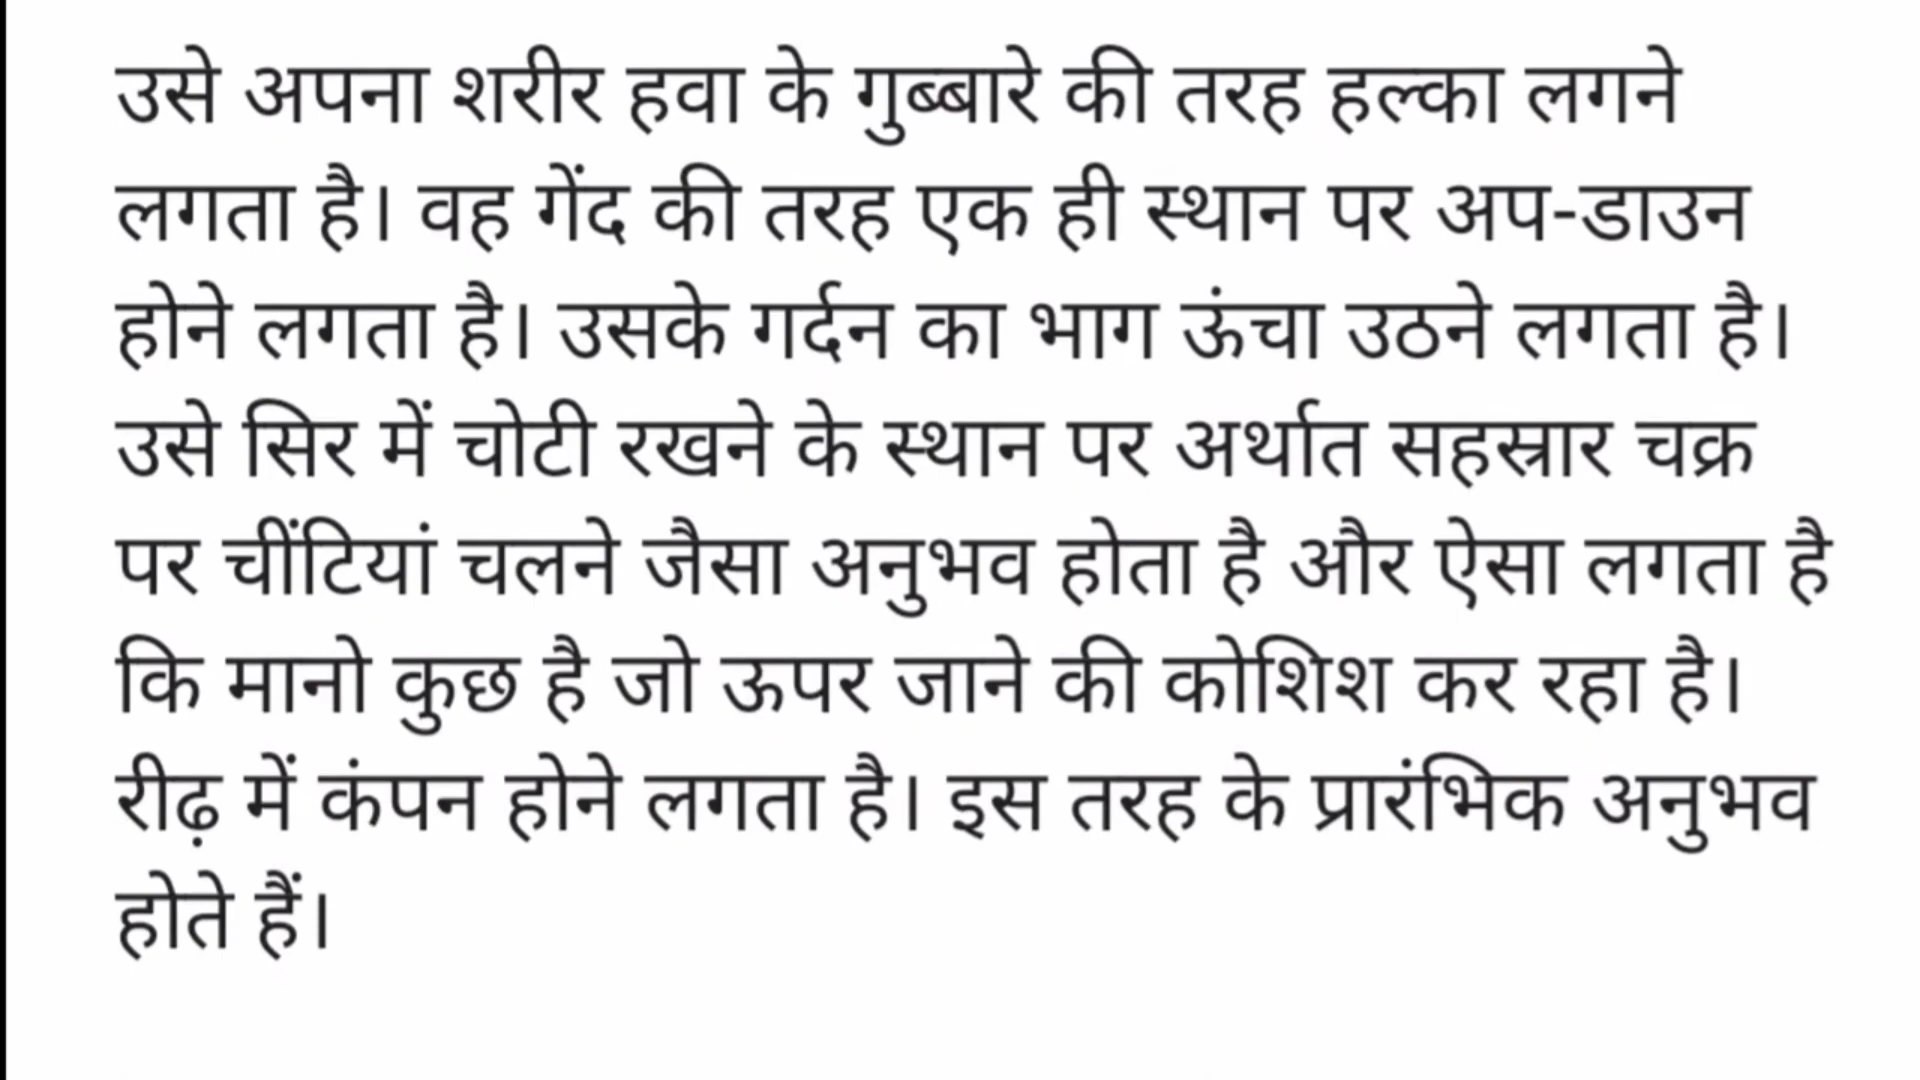 उसे अपना शरीर हवा के गुब्बारे की तरह हल्का लगने
लगता है। वह गेंद की तरह एक ही स्थान पर अप-डाउन
होने लगता है। उसके गर्दन का भाग ऊंचा उठने लगता है।
उसे सिर में चोटी रखने के स्थान पर अर्थात सहस्रार चक्र
पर चींटियां चलने जैसा अनुभव होता है और ऐसा लगता है
कि मानो कुछ है जो ऊपर जाने की कोशिश कर रहा है।
रीढ़ में कंपन होने लगता है। इस तरह के प्रारंभिक अनुभव
होते हैं।